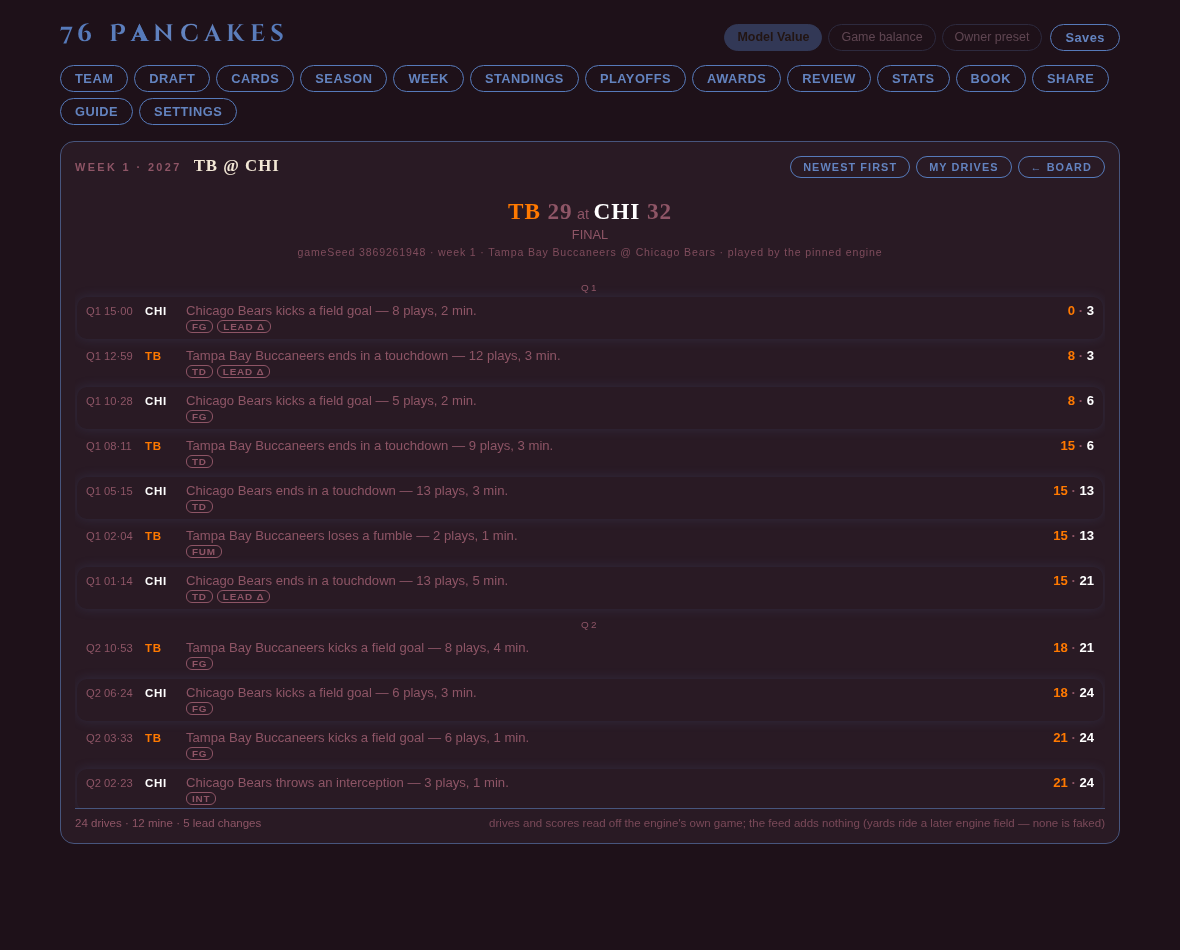 76 PANCAKES
Model Value Game balance Owner preset Saves
TEAM DRAFT CARDS SEASON WEEK STANDINGS PLAYOFFS AWARDS REVIEW STATS BOOK SHARE
GUIDE SETTINGS
WEEK 1 · 2027 TB @ CHI NEWEST FIRST MY DRIVES ← BOARD
TB 29 at CHI 32
FINAL
gameSeed 3869261948 · week 1 · Tampa Bay Buccaneers @ Chicago Bears · played by the pinned engine
Q1
Q1 15·00 CHI Chicago Bears kicks a field goal — 8 plays, 2 min. 0 · 3
FG LEAD Δ
Q1 12·59 TB Tampa Bay Buccaneers ends in a touchdown — 12 plays, 3 min. 8 · 3
TD LEAD Δ
Q1 10·28 CHI Chicago Bears kicks a field goal — 5 plays, 2 min. 8 · 6
FG
Q1 08·11 TB Tampa Bay Buccaneers ends in a touchdown — 9 plays, 3 min. 15 · 6
TD
Q1 05·15 CHI Chicago Bears ends in a touchdown — 13 plays, 3 min. 15 · 13
TD
Q1 02·04 TB Tampa Bay Buccaneers loses a fumble — 2 plays, 1 min. 15 · 13
FUM
Q1 01·14 CHI Chicago Bears ends in a touchdown — 13 plays, 5 min. 15 · 21
TD LEAD Δ
Q2
Q2 10·53 TB Tampa Bay Buccaneers kicks a field goal — 8 plays, 4 min. 18 · 21
FG
Q2 06·24 CHI Chicago Bears kicks a field goal — 6 plays, 3 min. 18 · 24
FG
Q2 03·33 TB Tampa Bay Buccaneers kicks a field goal — 6 plays, 1 min. 21 · 24
FG
Q2 02·23 CHI Chicago Bears throws an interception — 3 plays, 1 min. 21 · 24
INT
24 drives · 12 mine · 5 lead changes drives and scores read off the engine's own game; the feed adds nothing (yards ride a later engine field — none is faked)